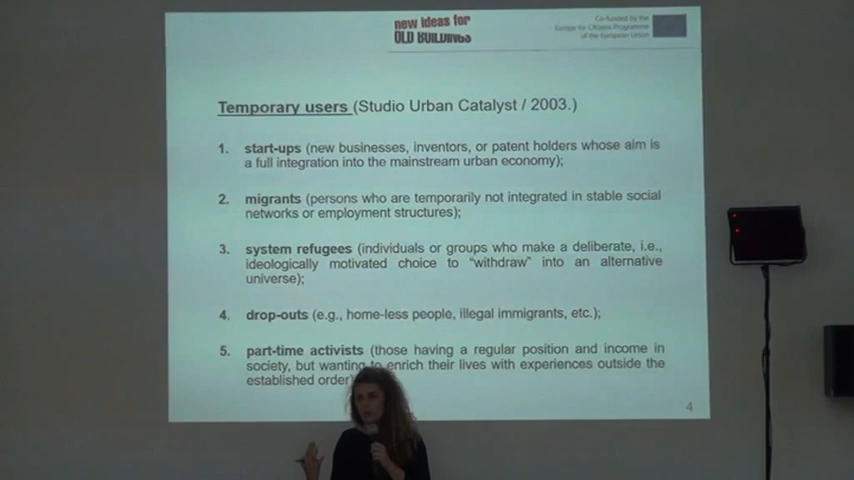 new ideas for
OLD BUILDINGS
Co-funded by the
Europe for Citizens Programme
of the European Union
Temporary users (Studio Urban Catalyst / 2003.)
1. start-ups (new businesses, inventors, or patent holders whose aim is
a full integration into the mainstream urban economy);
2. migrants (persons who are temporarily not integrated in stable social
networks or employment structures);
3. system refugees (individuals or groups who make a deliberate, i.e.,
ideologically motivated choice to “withdraw” into an alternative
universe);
4. drop-outs (e.g., home-less people, illegal immigrants, etc.);
5. part-time activists (those having a regular position and income in
society, but wanting to enrich their lives with experiences outside the
established order)
4